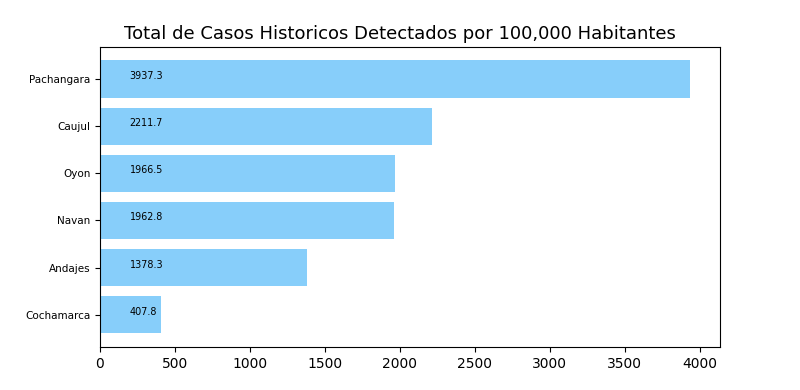 Total de Casos Historicos Detectados por 100,000 Habitantes
Pachangara 3937.3
Caujul 2211.7
Oyon 1966.5
Navan 1962.8
Andajes 1378.3
Cochamarca 407.8
0 500 1000 1500 2000 2500 3000 3500 4000